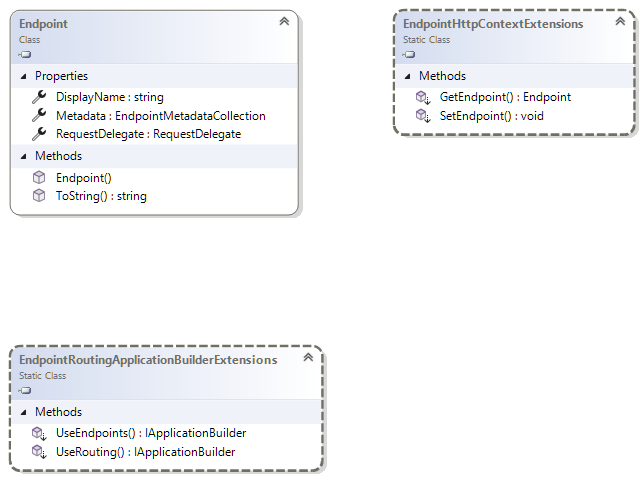 Endpoint
Class
Properties
DisplayName : string
Metadata : EndpointMetadataCollection
RequestDelegate : RequestDelegate
Methods
Endpoint()
ToString() : string
EndpointHttpContextExtensions
Static Class
Methods
GetEndpoint() : Endpoint
SetEndpoint() : void
EndpointRoutingApplicationBuilderExtensions
Static Class
Methods
UseEndpoints() : IApplicationBuilder
UseRouting() : IApplicationBuilder